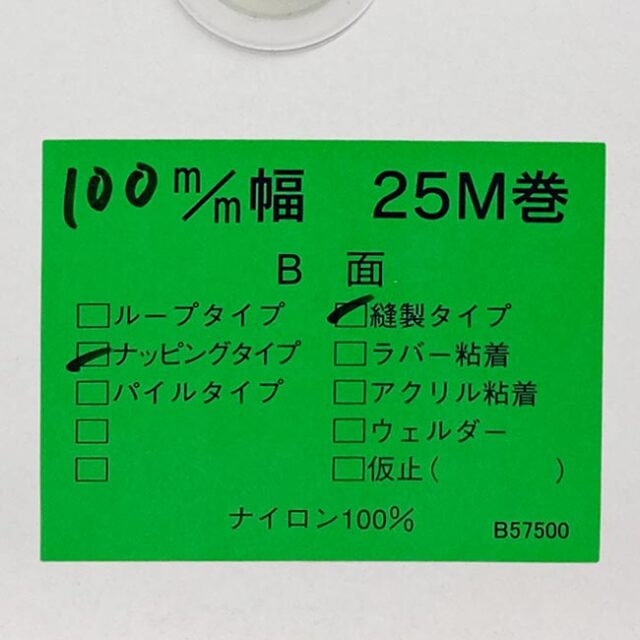 100 m/m幅 25M巻
B 面
□ループタイプ □縫製タイプ
□ナッピングタイプ □ラバー粘着
□パイルタイプ □アクリル粘着
□ □ウェルダー
□ □仮止( )
ナイロン100% B57500